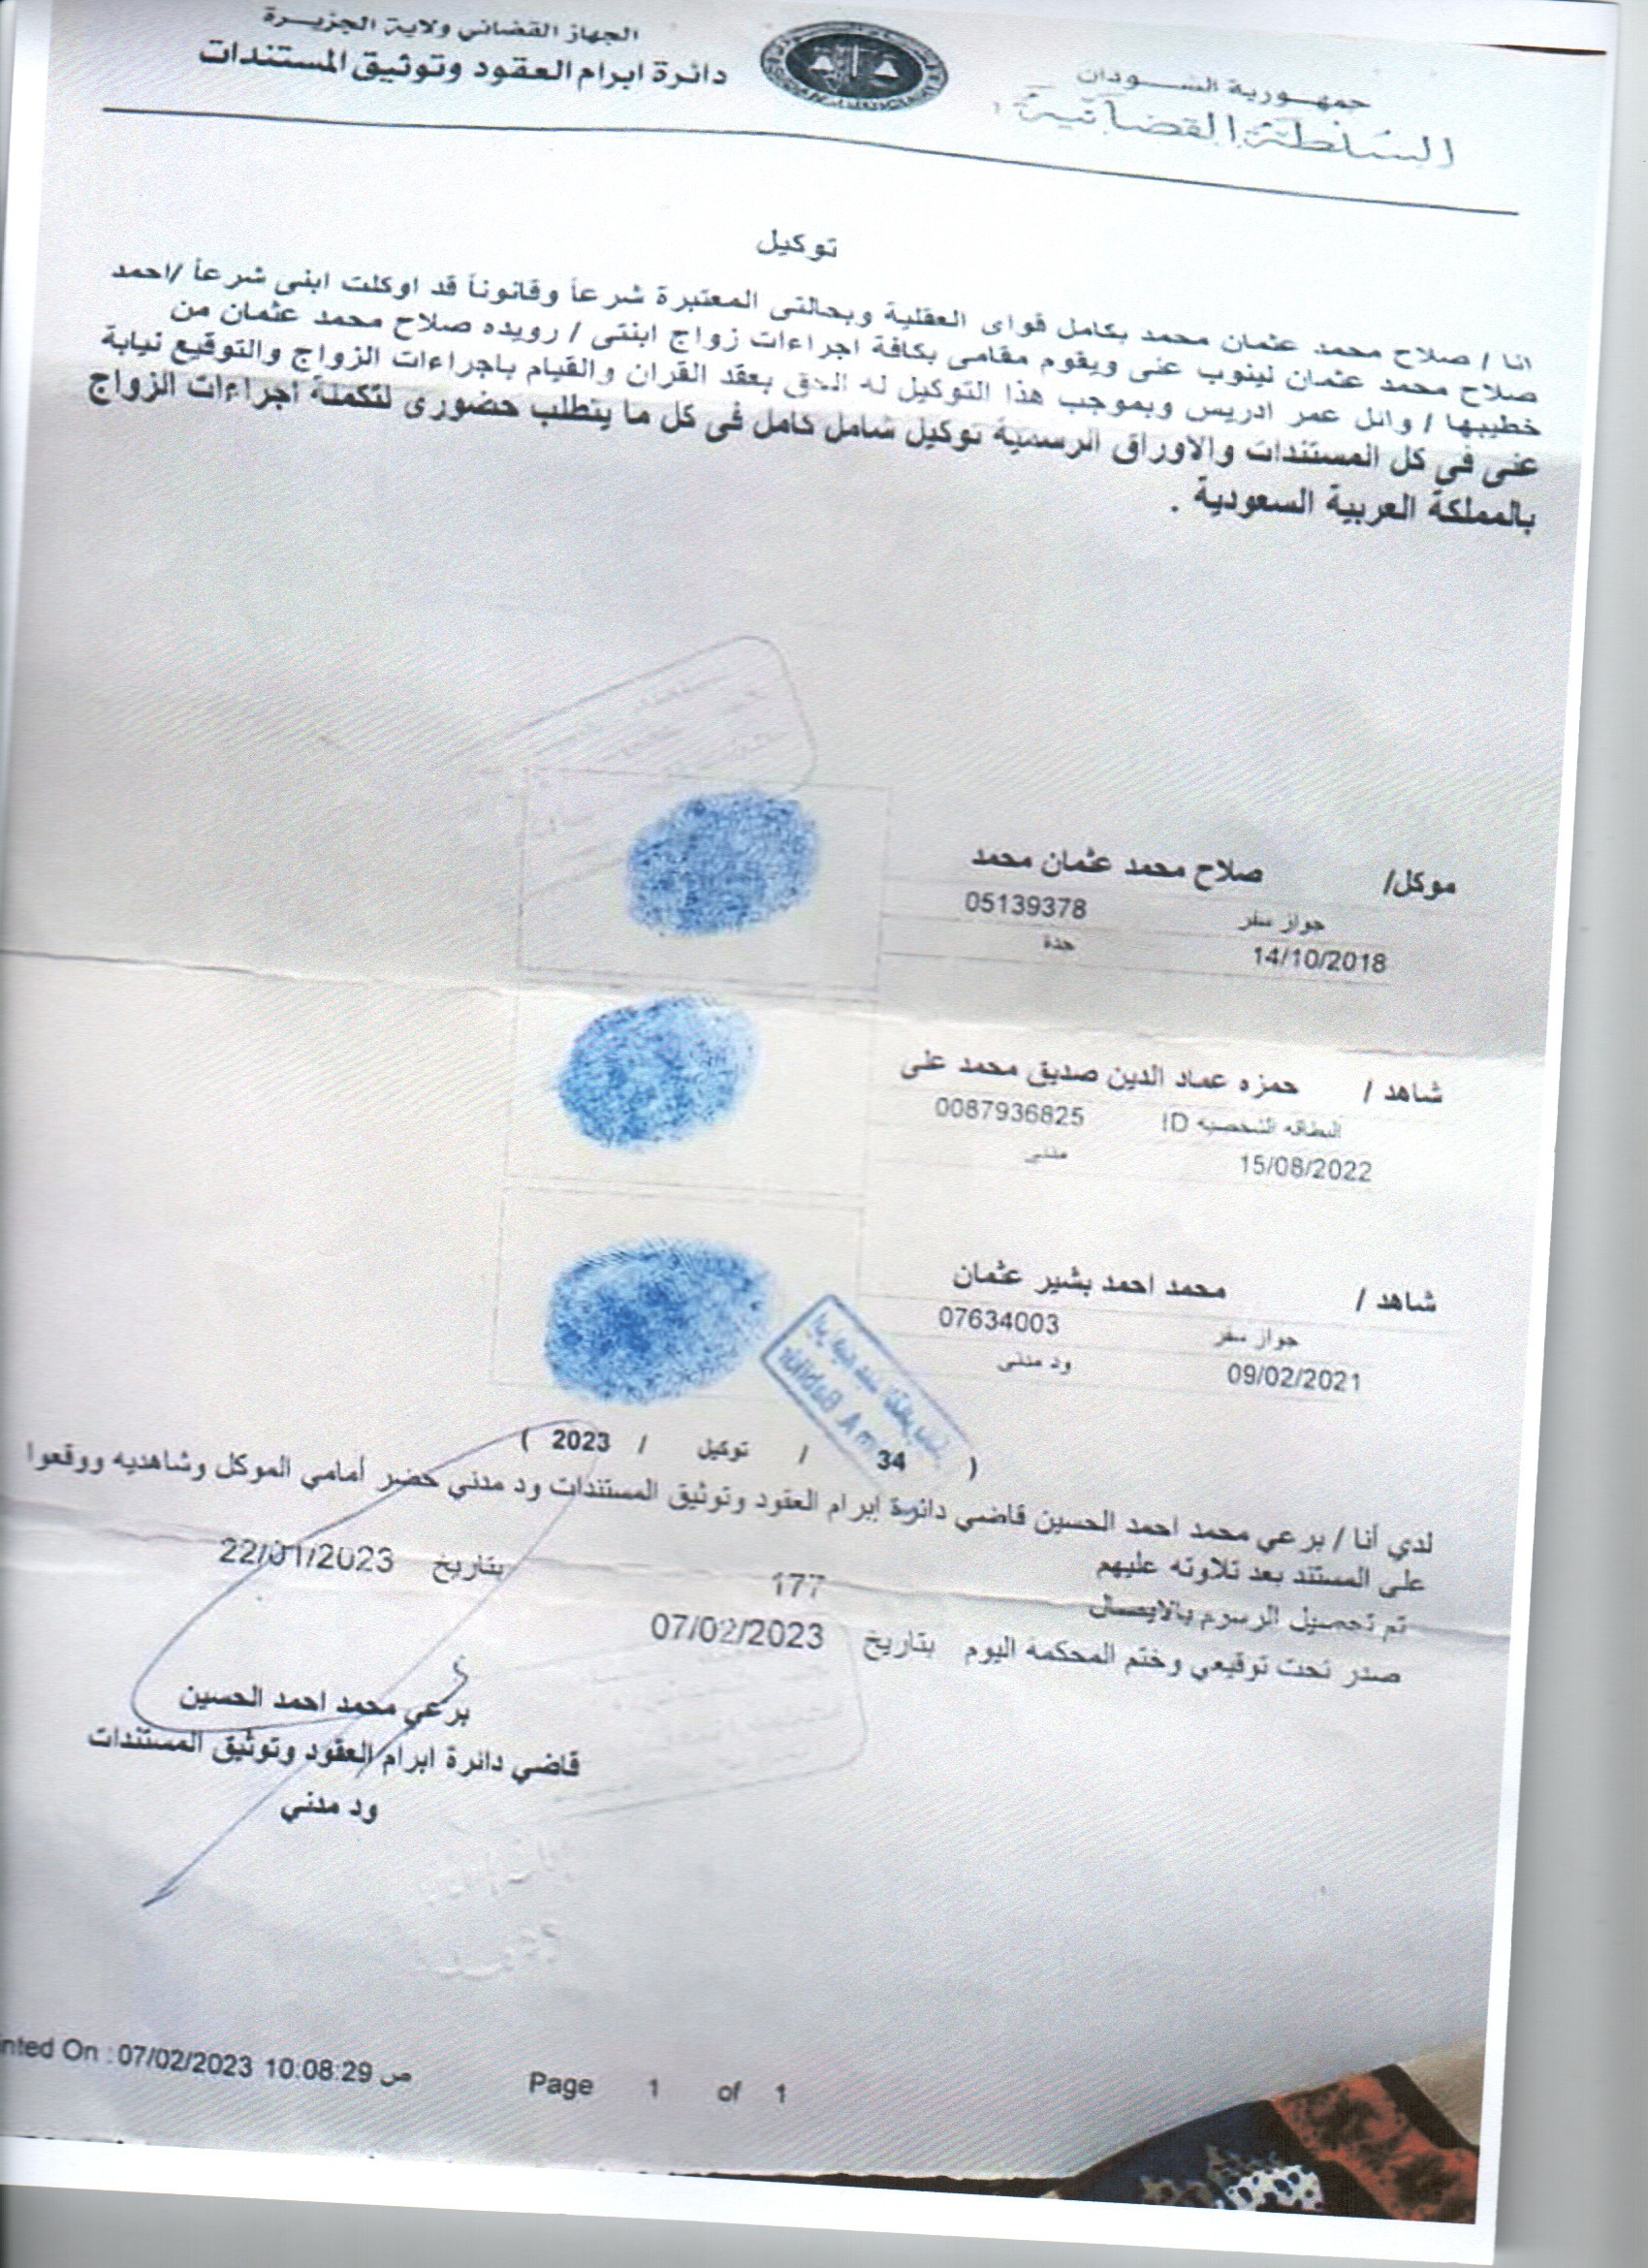 جمهورية السودان
السلطة القضائية
الجهاز القضائي ولاية الجزيرة
دائرة ابرام العقود وتوثيق المستندات
توكيل
انا / صلاح محمد عثمان محمد بكامل قواى العقلية وبحالتى المعتبرة شرعاً وقانوناً قد اوكلت ابنى شرعاً /احمد
صلاح محمد عثمان لينوب عنى ويقوم مقامى بكافة اجراءات زواج ابنتى / رويده صلاح محمد عثمان من
خطيبها / وائل عمر ادريس وبموجب هذا التوكيل له الحق بعقد القران والقيام باجراءات الزواج والتوقيع نيابة
عنى فى كل المستندات والاوراق الرسمية توكيل شامل كامل فى كل ما يتطلب حضورى لتكملة اجراءات الزواج
بالمملكة العربية السعودية .
موكل/ صلاح محمد عثمان محمد
جواز سفر 05139378
14/10/2018 جدة
شاهد / حمزه عماد الدين صديق محمد على
البطاقه الشخصيه ID 0087936825
15/08/2022 مدنى
شاهد / محمد احمد بشير عثمان
جواز سفر 07634003
09/02/2021 ود مدنى
( 34 / توكيل / 2023 )
لدي أنا / برعي محمد احمد الحسين قاضي دائرة إبرام العقود وتوثيق المستندات ود مدني حضر أمامي الموكل وشاهديه ووقعوا
على المستند بعد تلاوته عليهم
تم تحصيل الرسوم بالايصال 177 بتاريخ 22/01/2023
صدر تحت توقيعي وختم المحكمة اليوم بتاريخ 07/02/2023
برعي محمد احمد الحسين
قاضي دائرة ابرام العقود وتوثيق المستندات
ود مدني
nted On : 07/02/2023 10:08:29 ص
Page 1 of 1